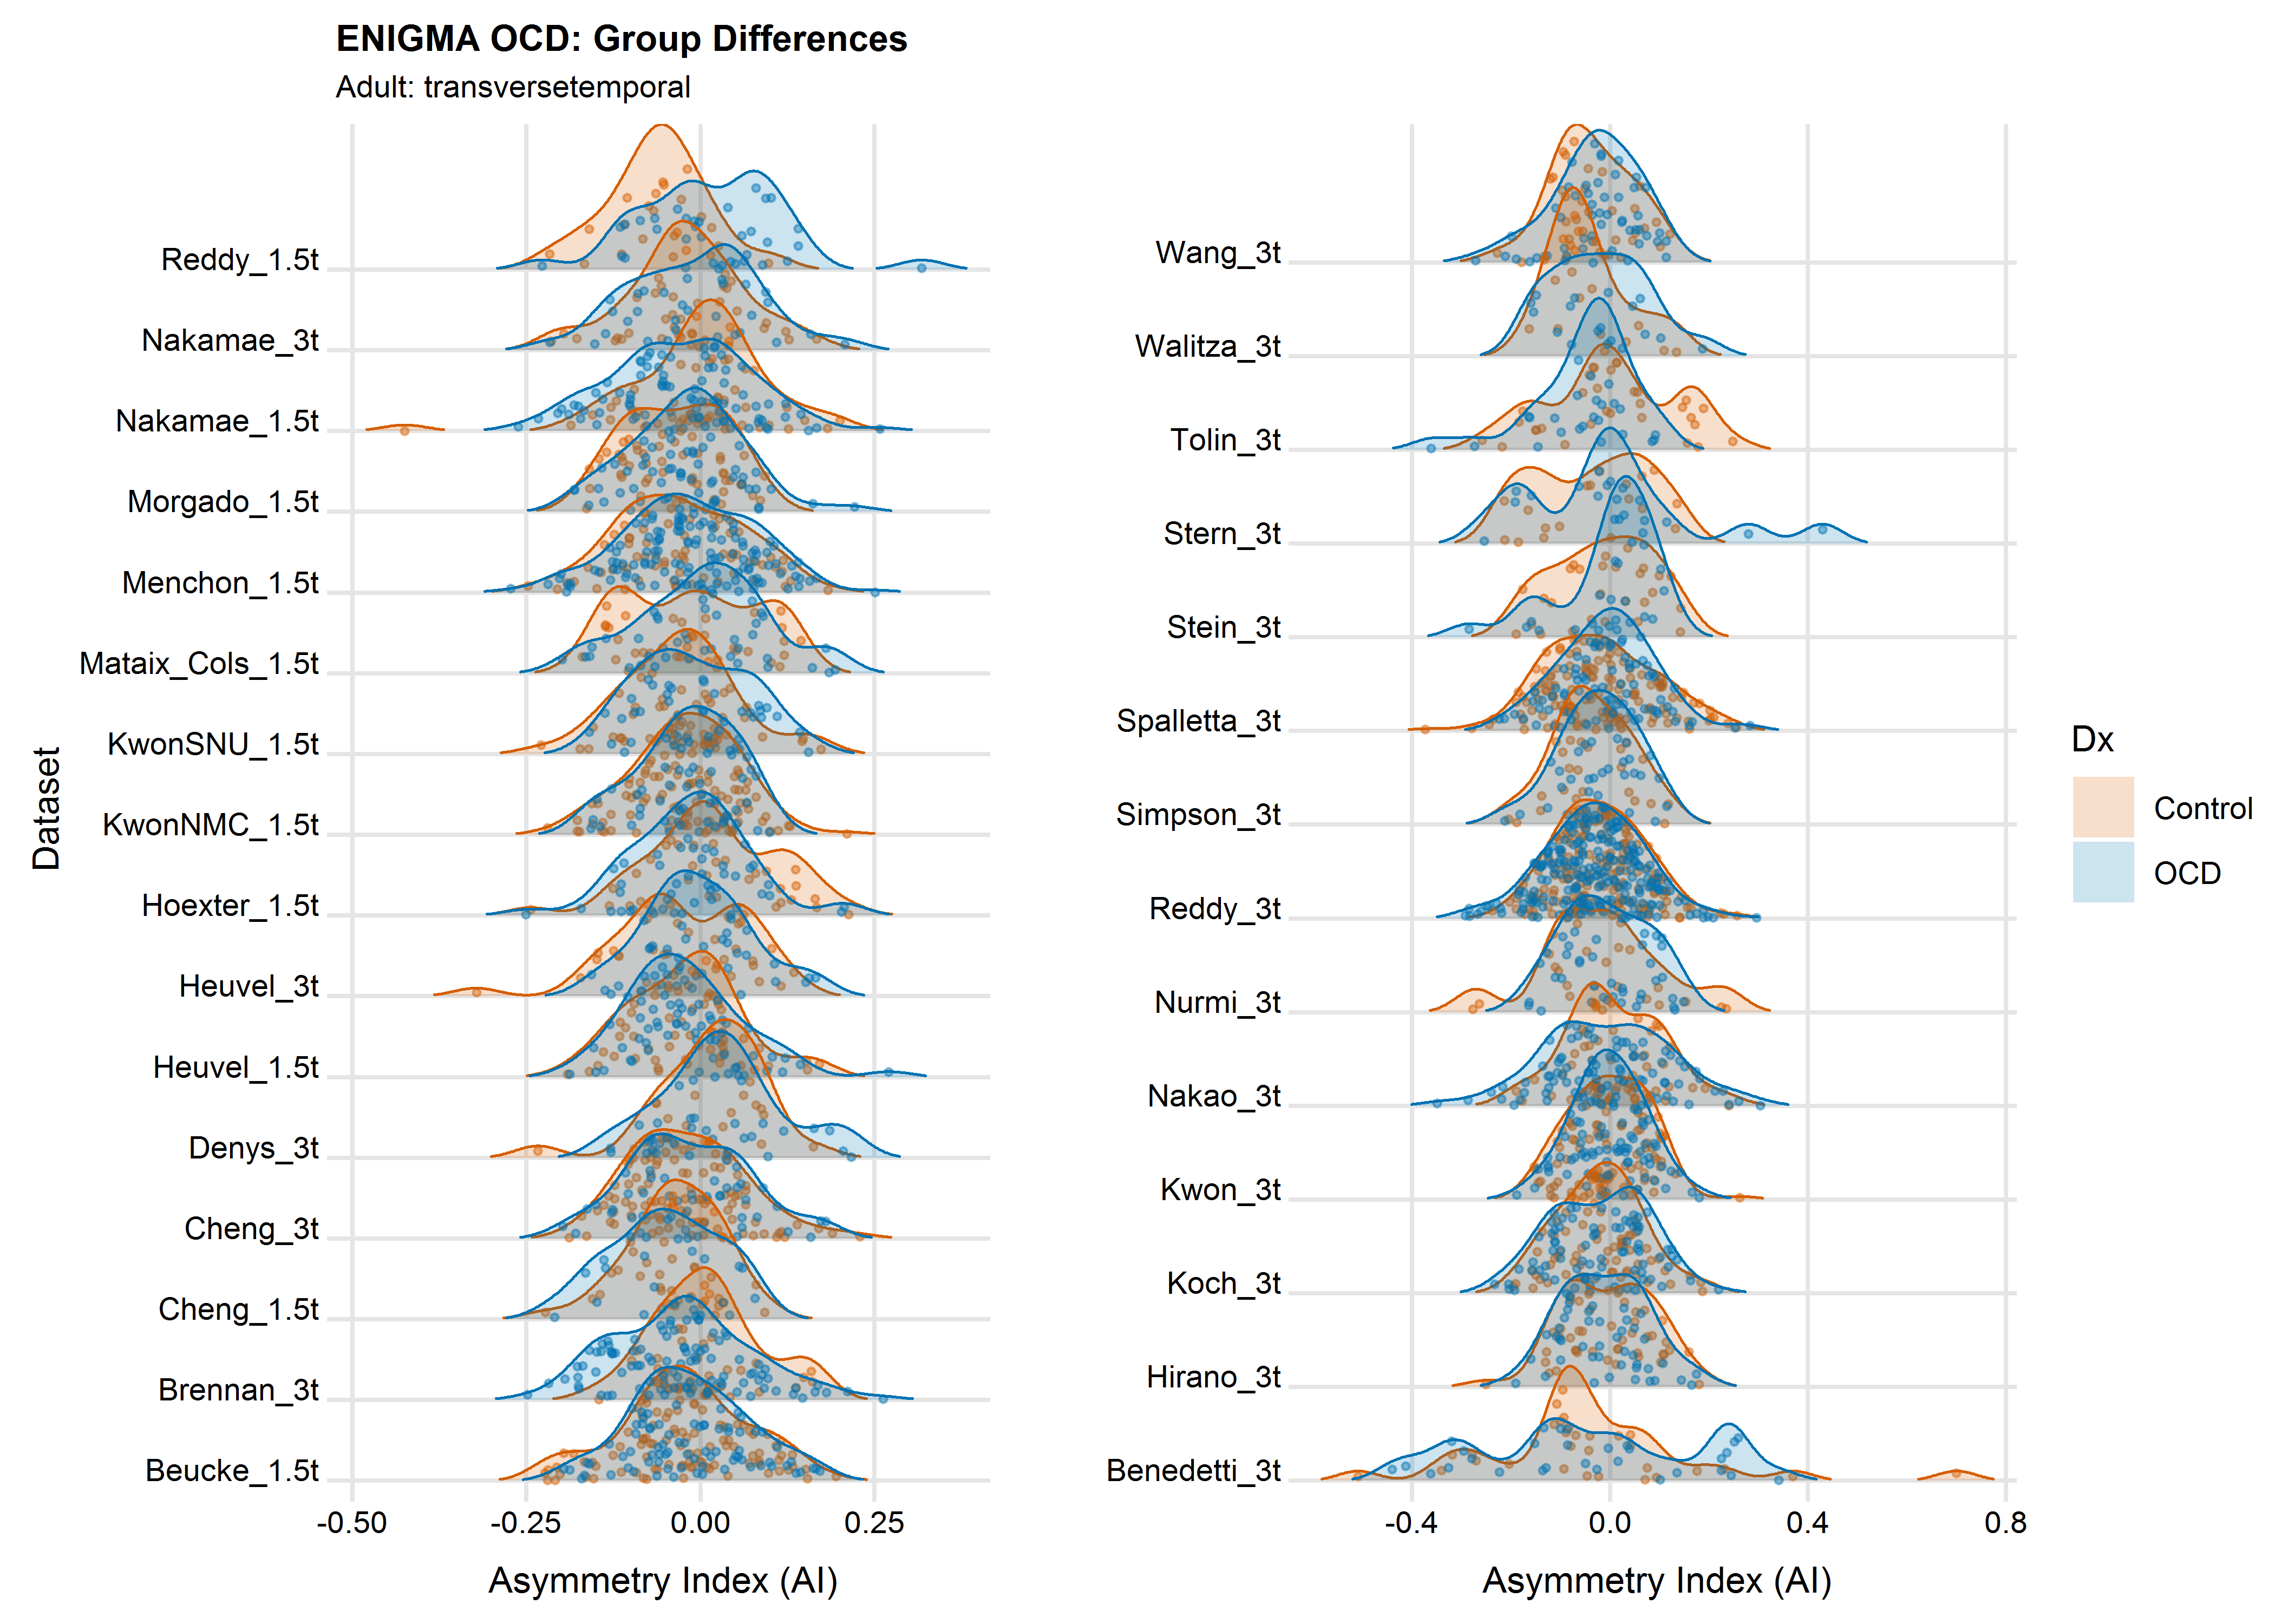 ENIGMA OCD: Group Differences
Adult: transversetemporal
Dataset
Reddy_1.5t
Nakamae_3t
Nakamae_1.5t
Morgado_1.5t
Menchon_1.5t
Mataix_Cols_1.5t
KwonSNU_1.5t
KwonNMC_1.5t
Hoexter_1.5t
Heuvel_3t
Heuvel_1.5t
Denys_3t
Cheng_3t
Cheng_1.5t
Brennan_3t
Beucke_1.5t
-0.50 -0.25 0.00 0.25
Asymmetry Index (AI)
Wang_3t
Walitza_3t
Tolin_3t
Stern_3t
Stein_3t
Spalletta_3t
Simpson_3t
Reddy_3t
Nurmi_3t
Nakao_3t
Kwon_3t
Koch_3t
Hirano_3t
Benedetti_3t
-0.4 0.0 0.4 0.8
Asymmetry Index (AI)
Dx
Control
OCD